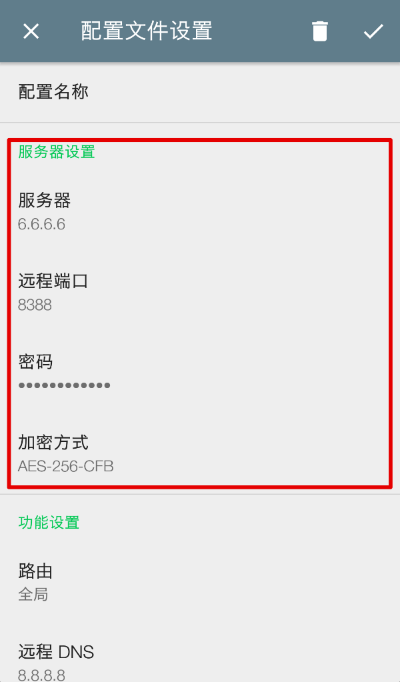 配置文件设置
配置名称
服务器设置
服务器
6.6.6.6
远程端口
8388
密码
••••••••••••
加密方式
AES-256-CFB
功能设置
路由
全局
远程 DNS
8.8.8.8